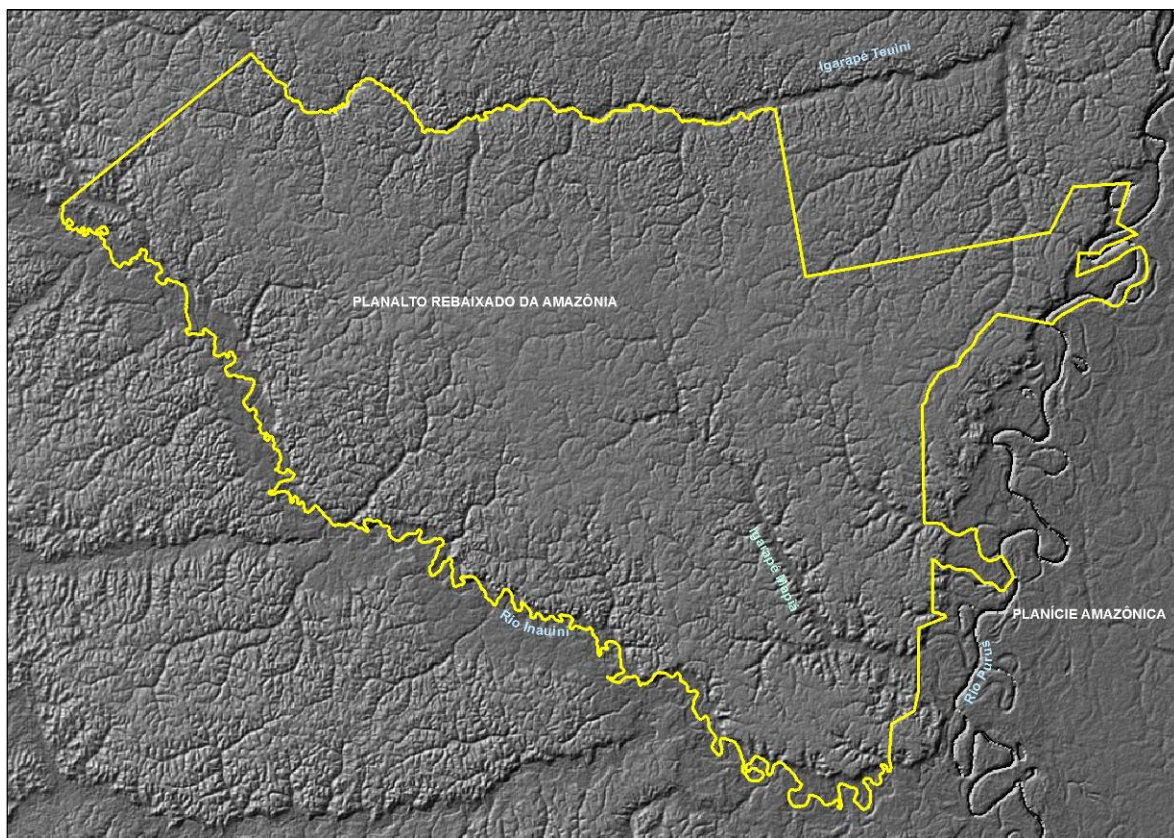 Igarapé Teuini
PLANALTO REBAIXADO DA AMAZÔNIA
Igarapé Mapiá
Rio Inauini
PLANÍCIE AMAZÔNICA
Rio Purus